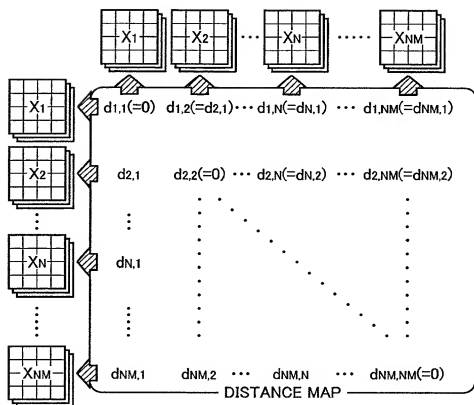 X1 X2 ··· XN ······ XNM
X1 d1,1(=0) d1,2(=d2,1) ··· d1,N(=dN,1) ··· d1,NM(=dNM,1)
X2 d2,1 d2,2(=0) ··· d2,N(=dN,2) ··· d2,NM(=dNM,2)
XN dN,1
XNM dNM,1 dNM,2 ··· dNM,N ··· dNM,NM(=0)
DISTANCE MAP